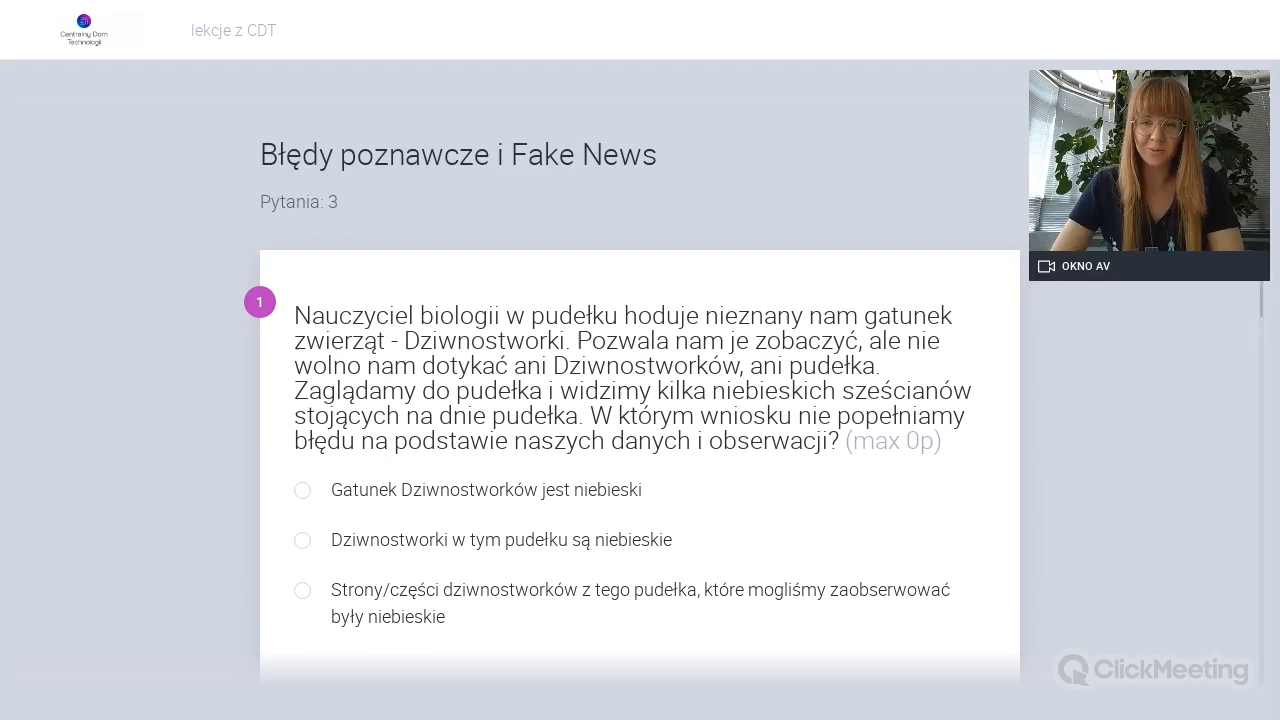 Centralny Dom
Technologii
lekcje z CDT
Błędy poznawcze i Fake News
Pytania: 3
OKNO AV
1
Nauczyciel biologii w pudełku hoduje nieznany nam gatunek
zwierząt - Dziwnostworki. Pozwala nam je zobaczyć, ale nie
wolno nam dotykać ani Dziwnostworków, ani pudełka.
Zaglądamy do pudełka i widzimy kilka niebieskich sześcianów
stojących na dnie pudełka. W którym wniosku nie popełniamy
błędu na podstawie naszych danych i obserwacji? (max 0p)
Gatunek Dziwnostworków jest niebieski
Dziwnostworki w tym pudełku są niebieskie
Strony/części dziwnostworków z tego pudełka, które mogliśmy zaobserwować
były niebieskie
ClickMeeting